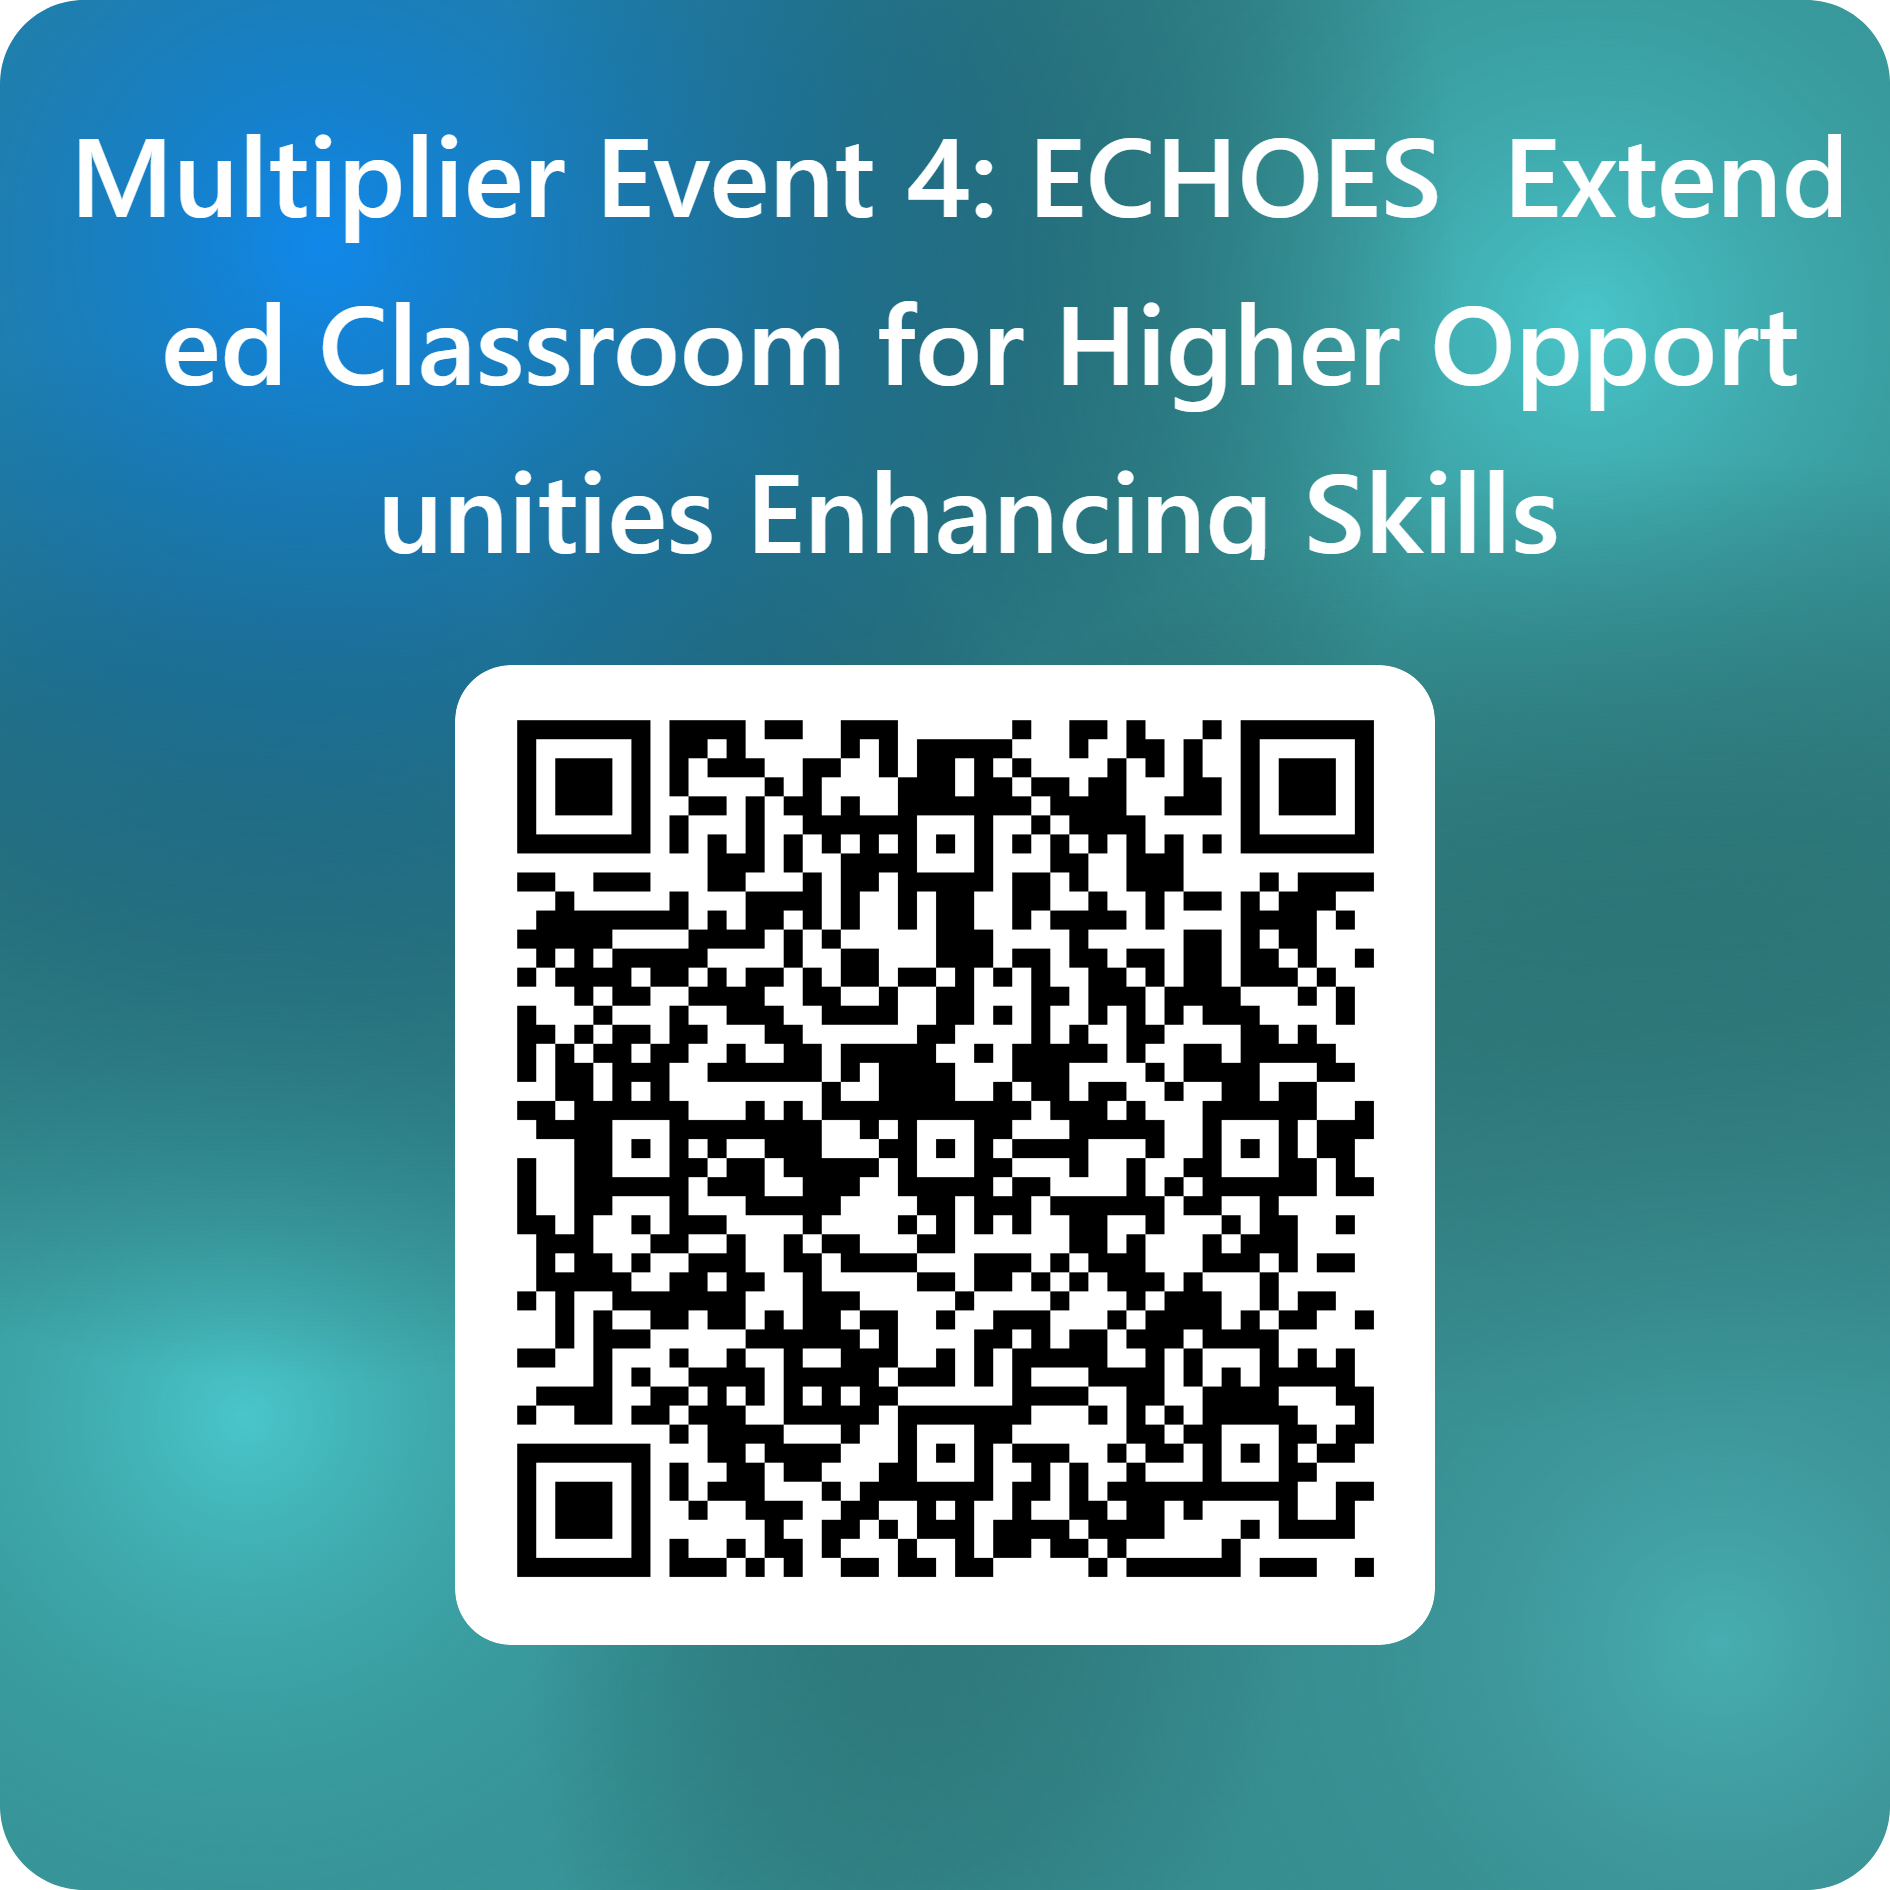 Multiplier Event 4: ECHOES  Extend
ed Classroom for Higher Opport
unities Enhancing Skills